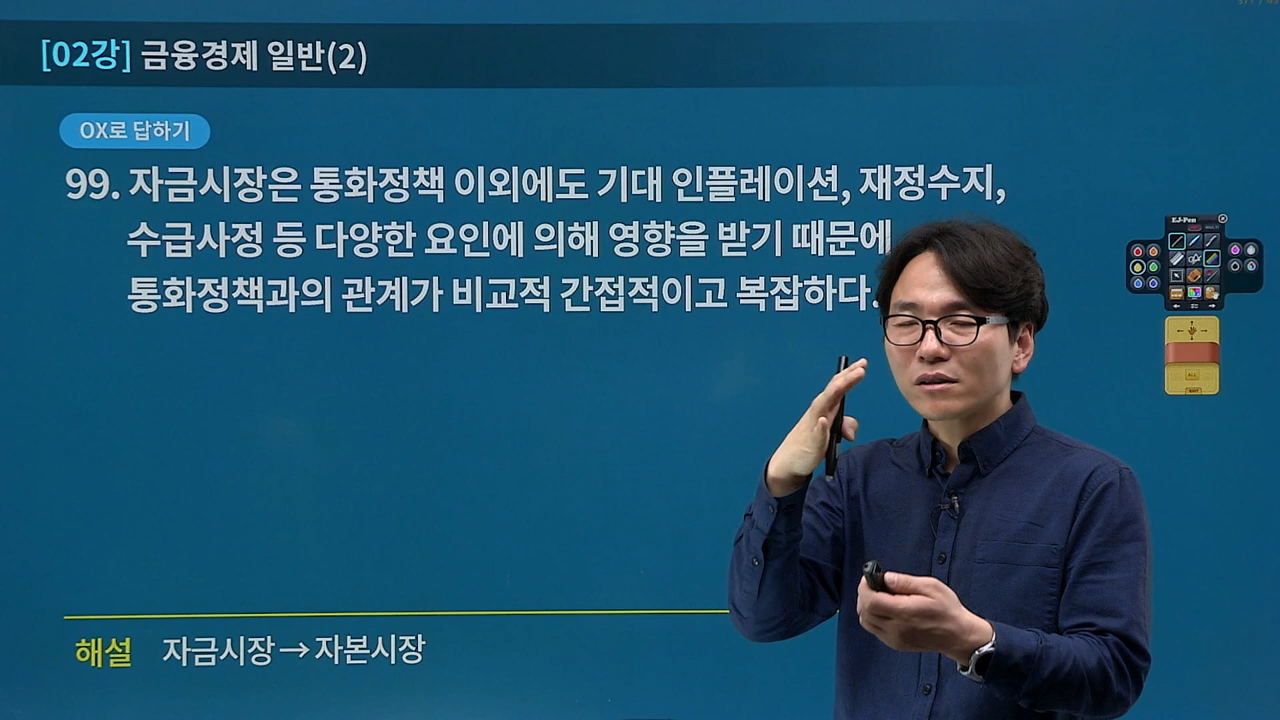 [02강] 금융경제 일반(2)
OX로 답하기
99. 자금시장은 통화정책 이외에도 기대 인플레이션, 재정수지,
수급사정 등 다양한 요인에 의해 영향을 받기 때문에
통화정책과의 관계가 비교적 간접적이고 복잡하다.
해설 자금시장→자본시장
EJ-Pen
ALL
EXIT